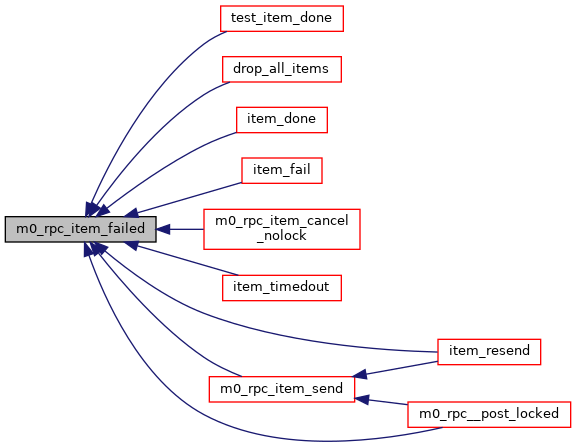 test_item_done
drop_all_items
item_done
item_fail
m0_rpc_item_failed
m0_rpc_item_cancel
_nolock
item_timedout
item_resend
m0_rpc_item_send
m0_rpc__post_locked